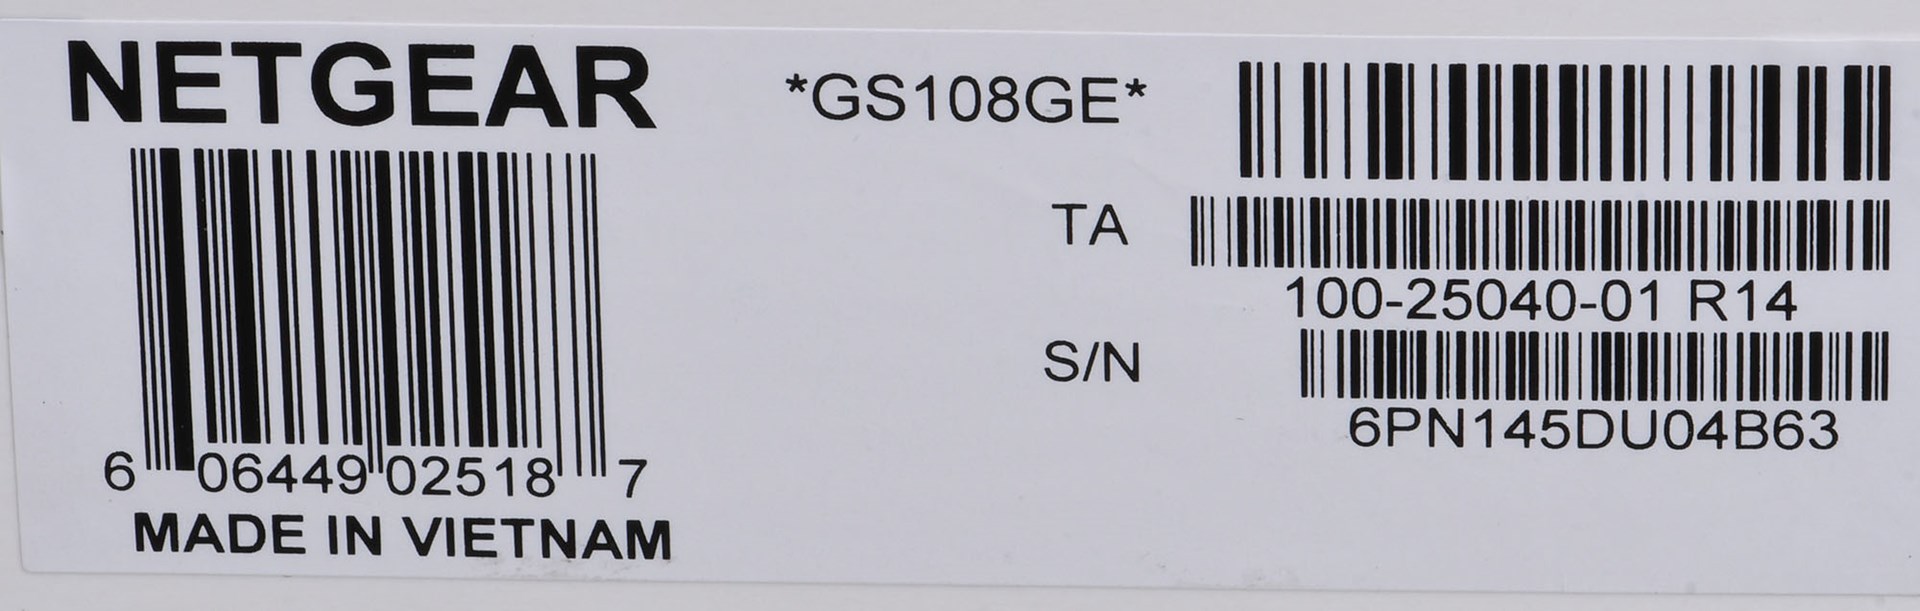 NETGEAR
*GS108GE*
TA
100-25040-01 R14
S/N
6PN145DU04B63
6 06449 02518 7
MADE IN VIETNAM